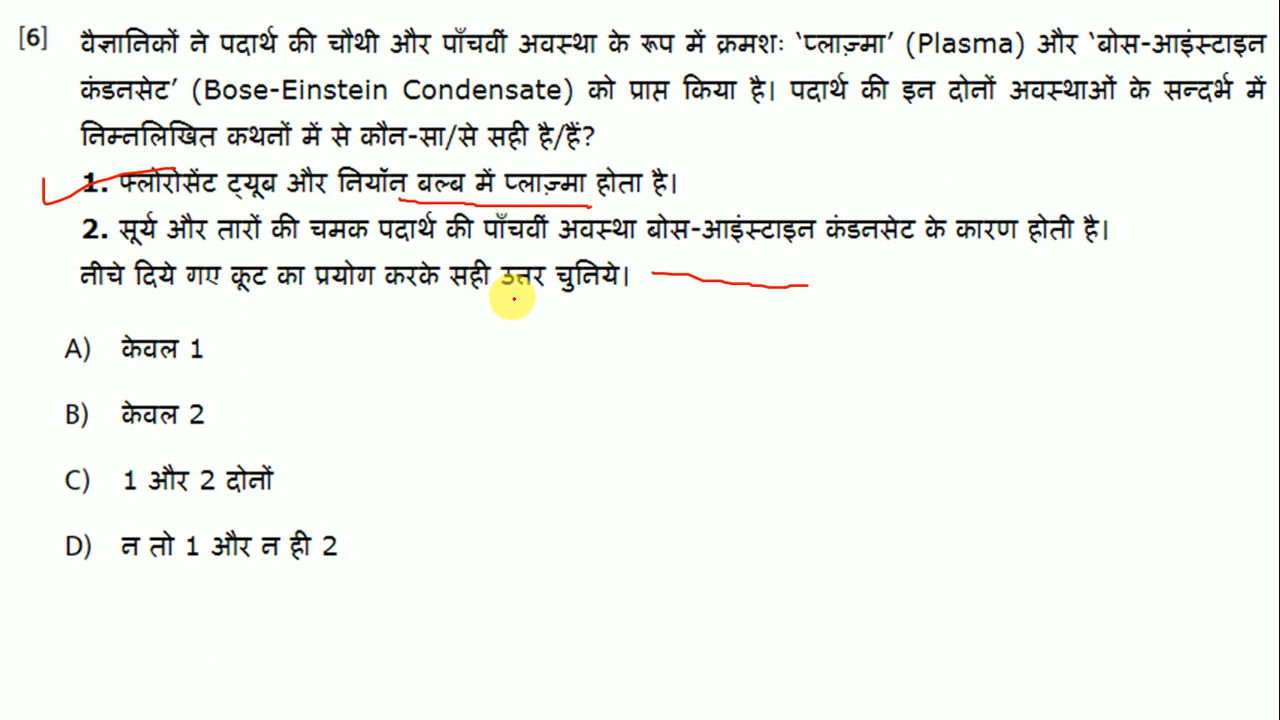 [6] वैज्ञानिकों ने पदार्थ की चौथी और पाँचवीं अवस्था के रूप में क्रमशः ‘प्लाज़्मा’ (Plasma) और ‘बोस-आइंस्टाइन
कंडनसेट’ (Bose-Einstein Condensate) को प्राप्त किया है। पदार्थ की इन दोनों अवस्थाओं के सन्दर्भ में
निम्नलिखित कथनों में से कौन-सा/से सही है/हैं?
1. फ्लोरोसेंट ट्यूब और नियॉन बल्ब में प्लाज़्मा होता है।
2. सूर्य और तारों की चमक पदार्थ की पाँचवीं अवस्था बोस-आइंस्टाइन कंडनसेट के कारण होती है।
नीचे दिये गए कूट का प्रयोग करके सही उत्तर चुनिये।
A) केवल 1
B) केवल 2
C) 1 और 2 दोनों
D) न तो 1 और न ही 2